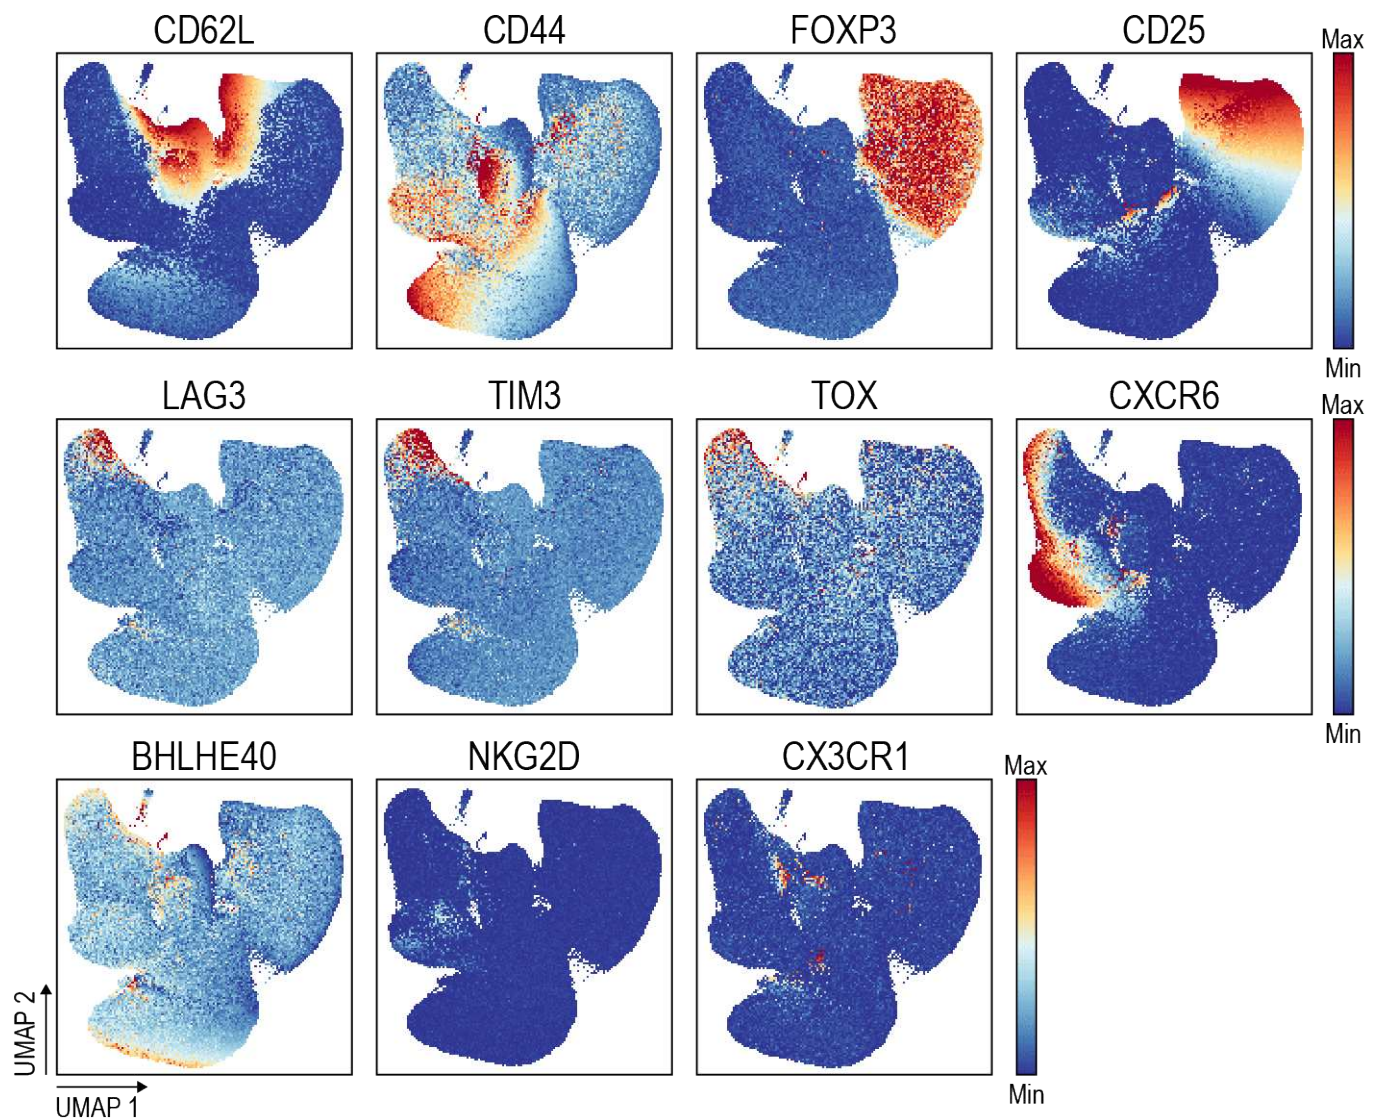 CD62L
CD44
FOXP3
CD25
Max
Min
LAG3
TIM3
TOX
CXCR6
Max
Min
BHLHE40
NKG2D
CX3CR1
Max
Min
UMAP 2
UMAP 1